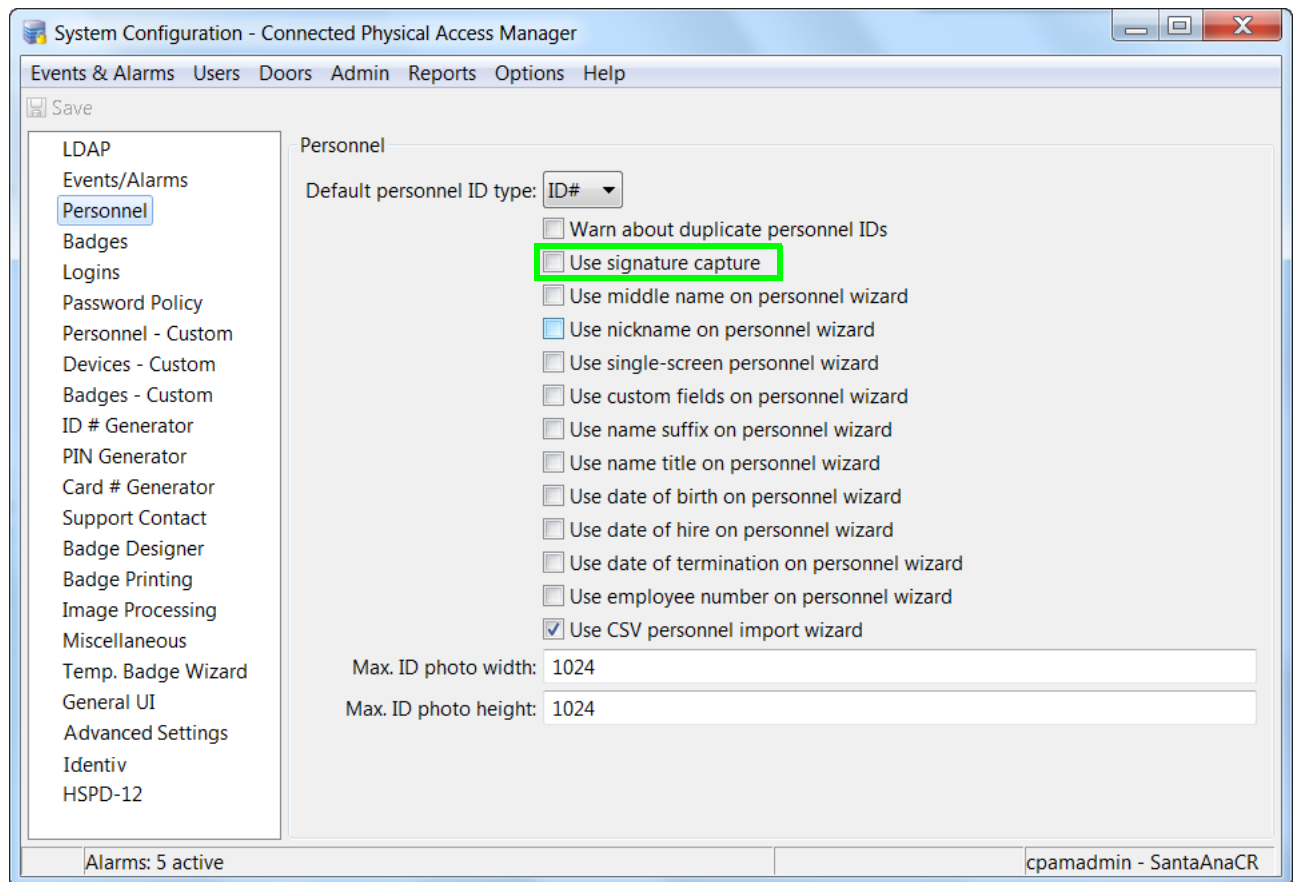 System Configuration - Connected Physical Access Manager
Events & Alarms Users Doors Admin Reports Options Help
Save
LDAP
Events/Alarms
Personnel
Badges
Logins
Password Policy
Personnel - Custom
Devices - Custom
Badges - Custom
ID # Generator
PIN Generator
Card # Generator
Support Contact
Badge Designer
Badge Printing
Image Processing
Miscellaneous
Temp. Badge Wizard
General UI
Advanced Settings
Identiv
HSPD-12
Personnel
Default personnel ID type: ID#
Warn about duplicate personnel IDs
Use signature capture
Use middle name on personnel wizard
Use nickname on personnel wizard
Use single-screen personnel wizard
Use custom fields on personnel wizard
Use name suffix on personnel wizard
Use name title on personnel wizard
Use date of birth on personnel wizard
Use date of hire on personnel wizard
Use date of termination on personnel wizard
Use employee number on personnel wizard
Use CSV personnel import wizard
Max. ID photo width: 1024
Max. ID photo height: 1024
Alarms: 5 active
cpamadmin - SantaAnaCR